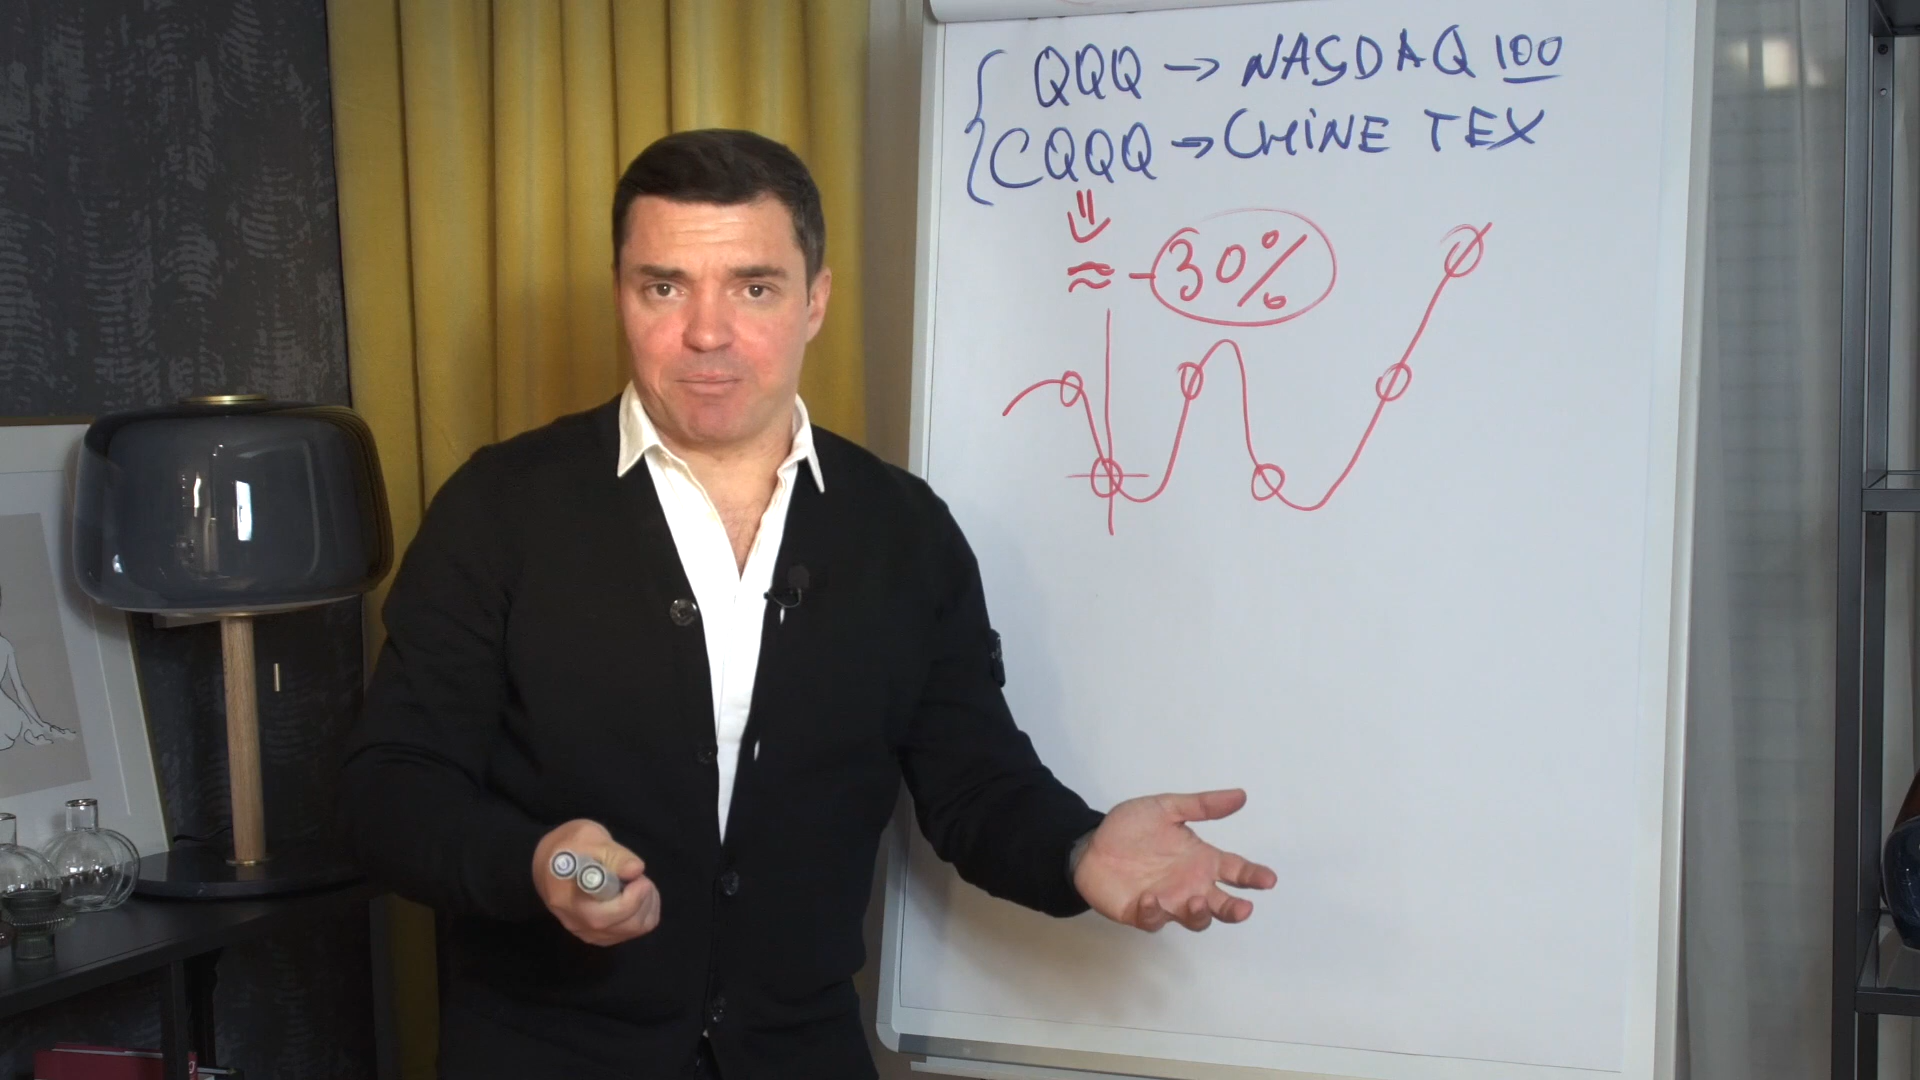 QQQ → NASDAQ 100
CQQQ → CHINE TEX
≈ -30%